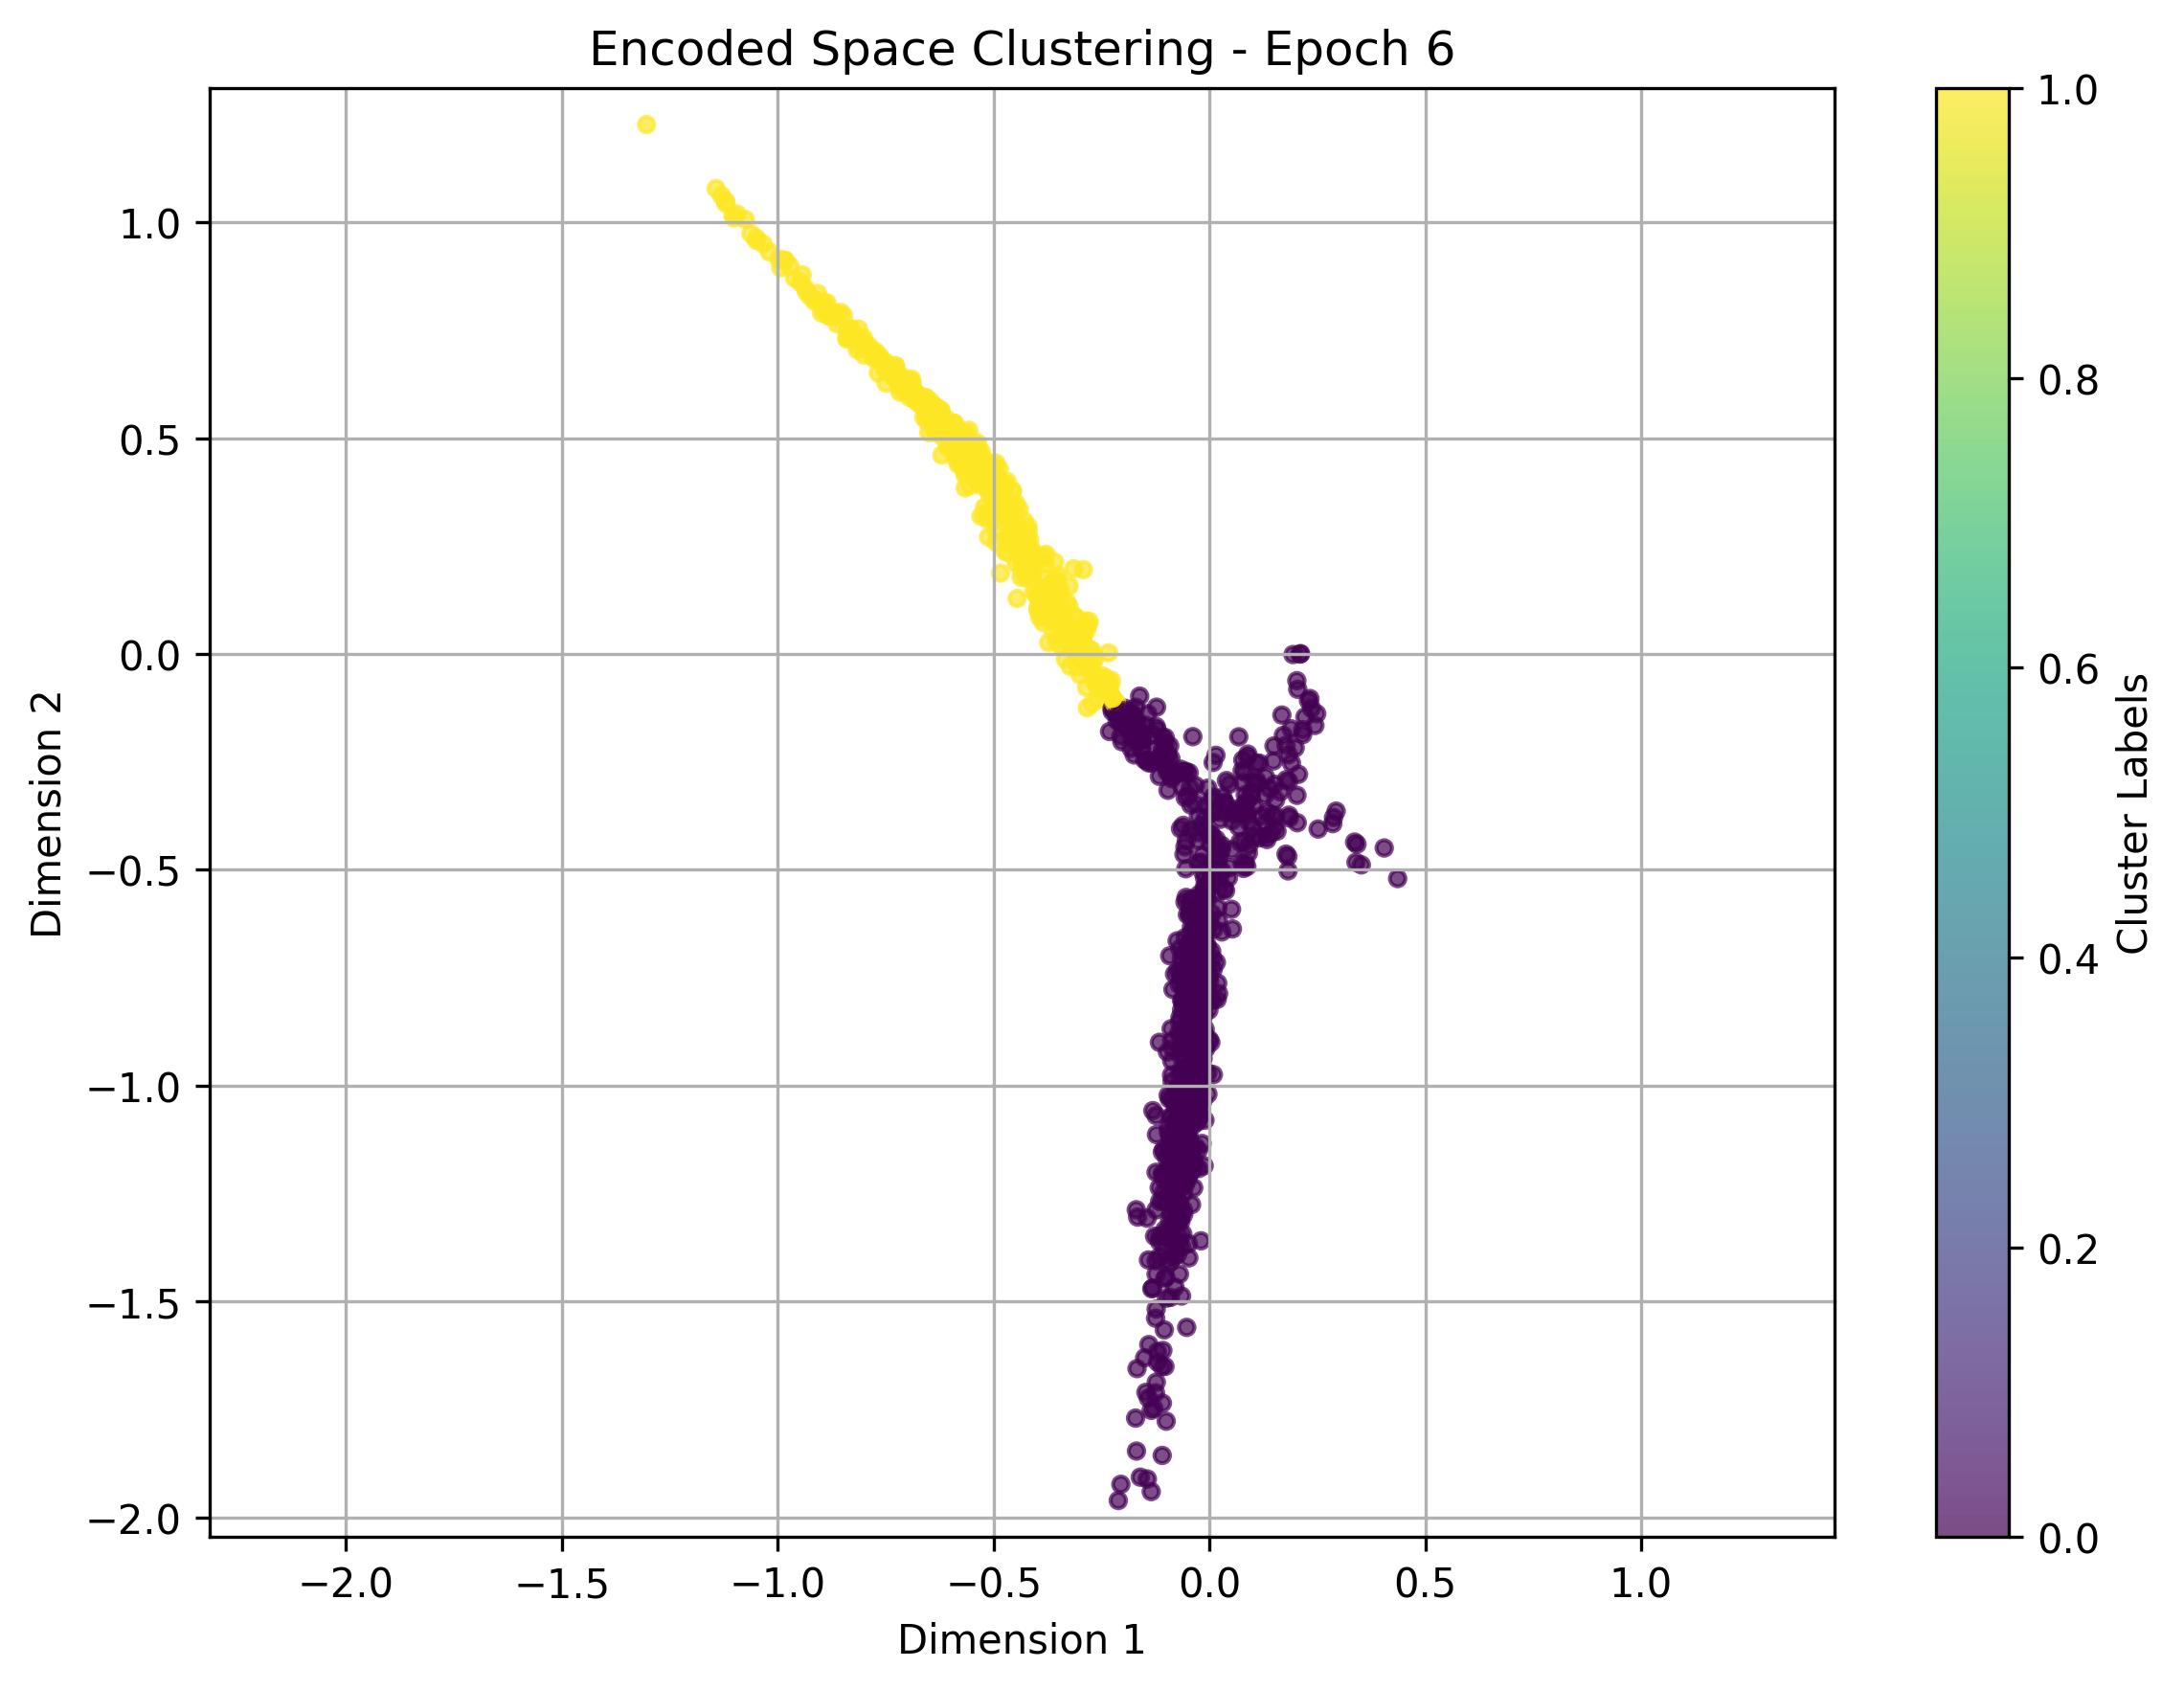 Encoded Space Clustering - Epoch 6
1.0
0.5
0.0
−0.5
−1.0
−1.5
−2.0
Dimension 2
−2.0 −1.5 −1.0 −0.5 0.0 0.5 1.0
Dimension 1
1.0
0.8
0.6
0.4
0.2
0.0
Cluster Labels